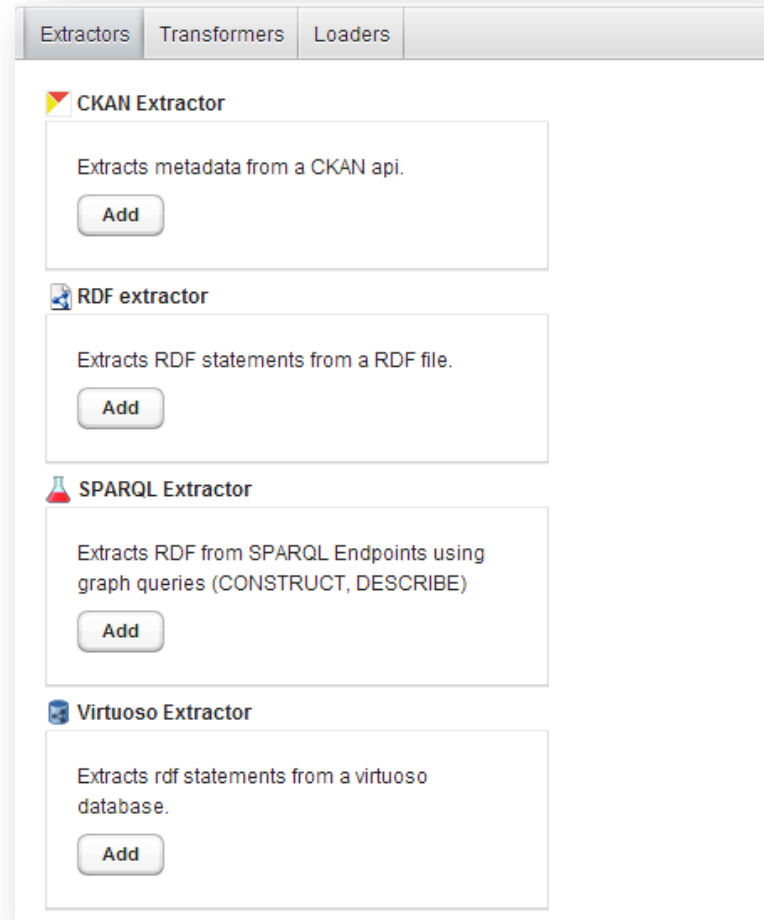 Extractors Transformers Loaders
CKAN Extractor
Extracts metadata from a CKAN api.
Add
RDF extractor
Extracts RDF statements from a RDF file.
Add
SPARQL Extractor
Extracts RDF from SPARQL Endpoints using
graph queries (CONSTRUCT, DESCRIBE)
Add
Virtuoso Extractor
Extracts rdf statements from a virtuoso
database.
Add